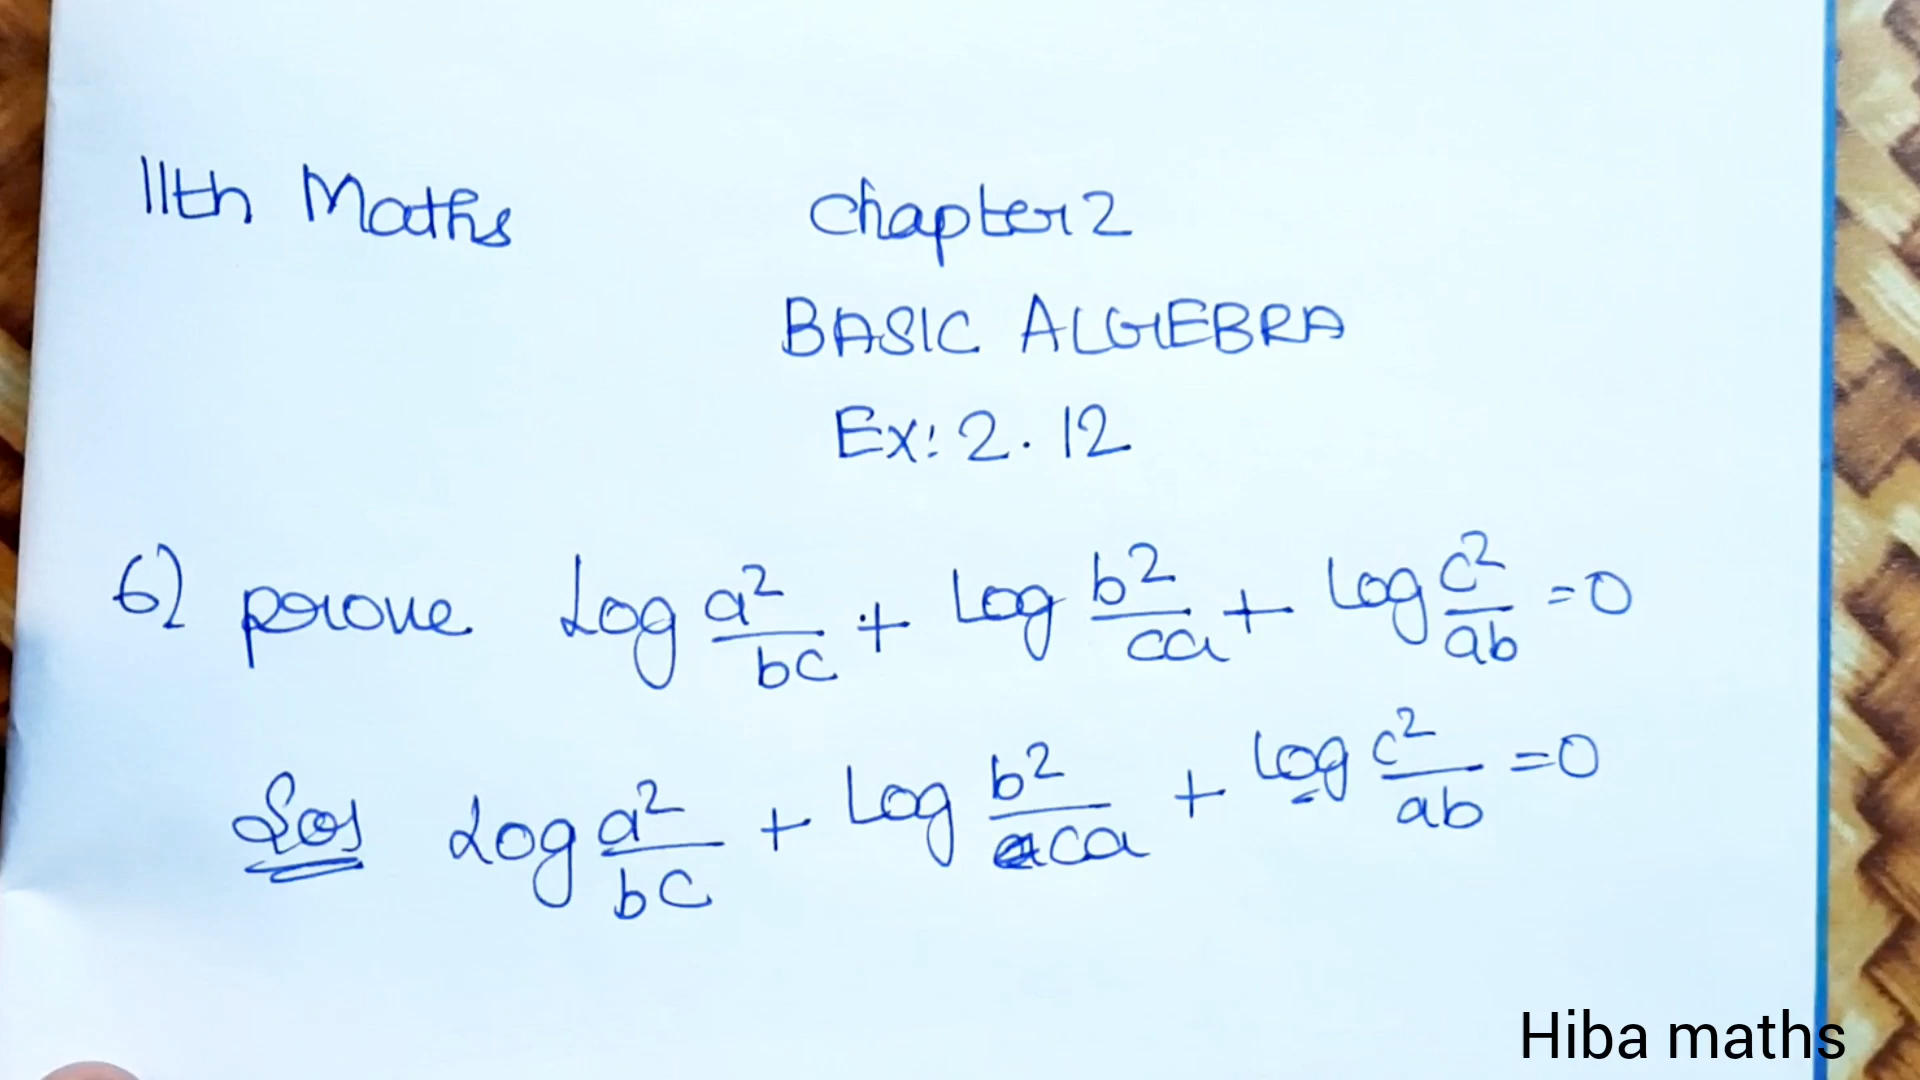 11th Maths chapter 2
BASIC ALGEBRA
Ex: 2.12
6) prove Log a²/bc + Log b²/ca + log c²/ab = 0
Sol Log a²/bc + Log b²/ca + log c²/ab = 0
Hiba maths